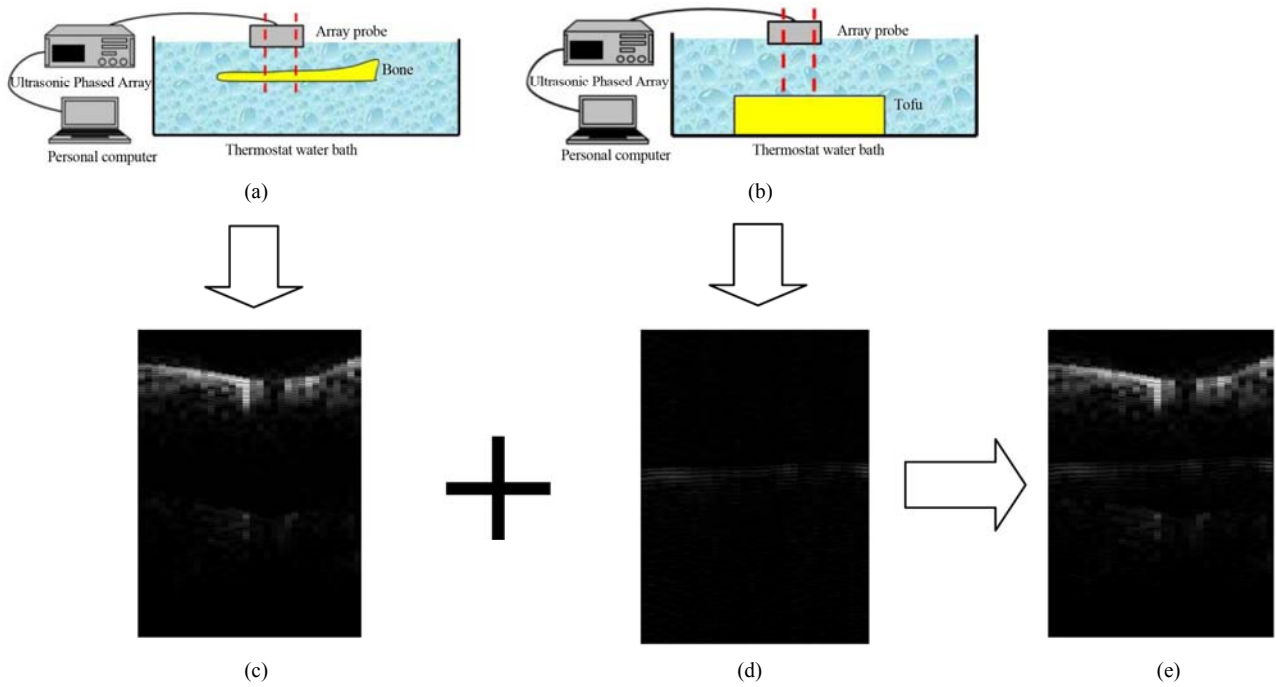 Array probe
Bone
Ultrasonic Phased Array
Personal computer
Thermostat water bath
(a)
Array probe
Tofu
Ultrasonic Phased Array
Personal computer
Thermostat water bath
(b)
(c)
(d)
(e)